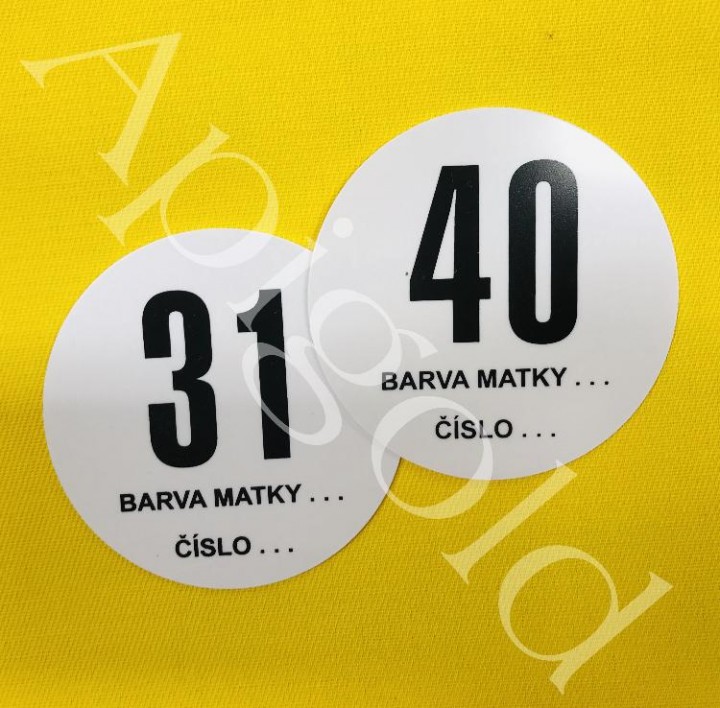 31
BARVA MATKY . . .
ČÍSLO . . .
40
BARVA MATKY . . .
ČÍSLO . . .
Apigold